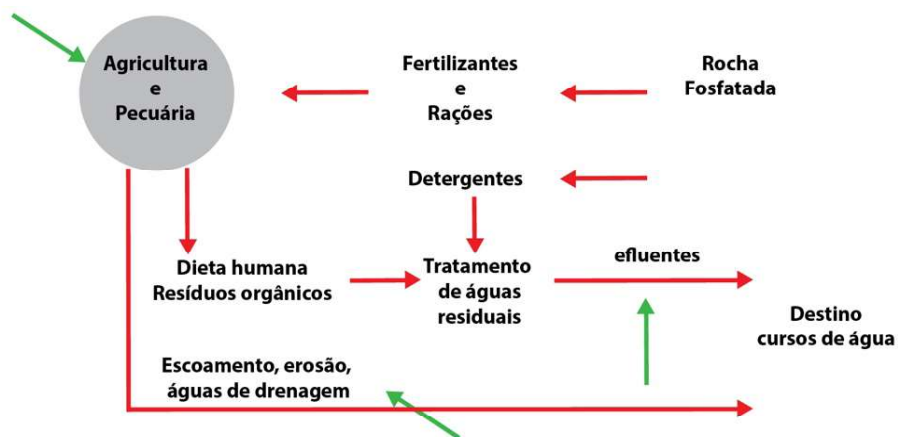 Agricultura
e
Pecuária
Fertilizantes
e
Rações
Rocha
Fosfatada
Detergentes
Dieta humana
Resíduos orgânicos
Tratamento
de águas
residuais
efluentes
Destino
cursos de água
Escoamento, erosão,
águas de drenagem